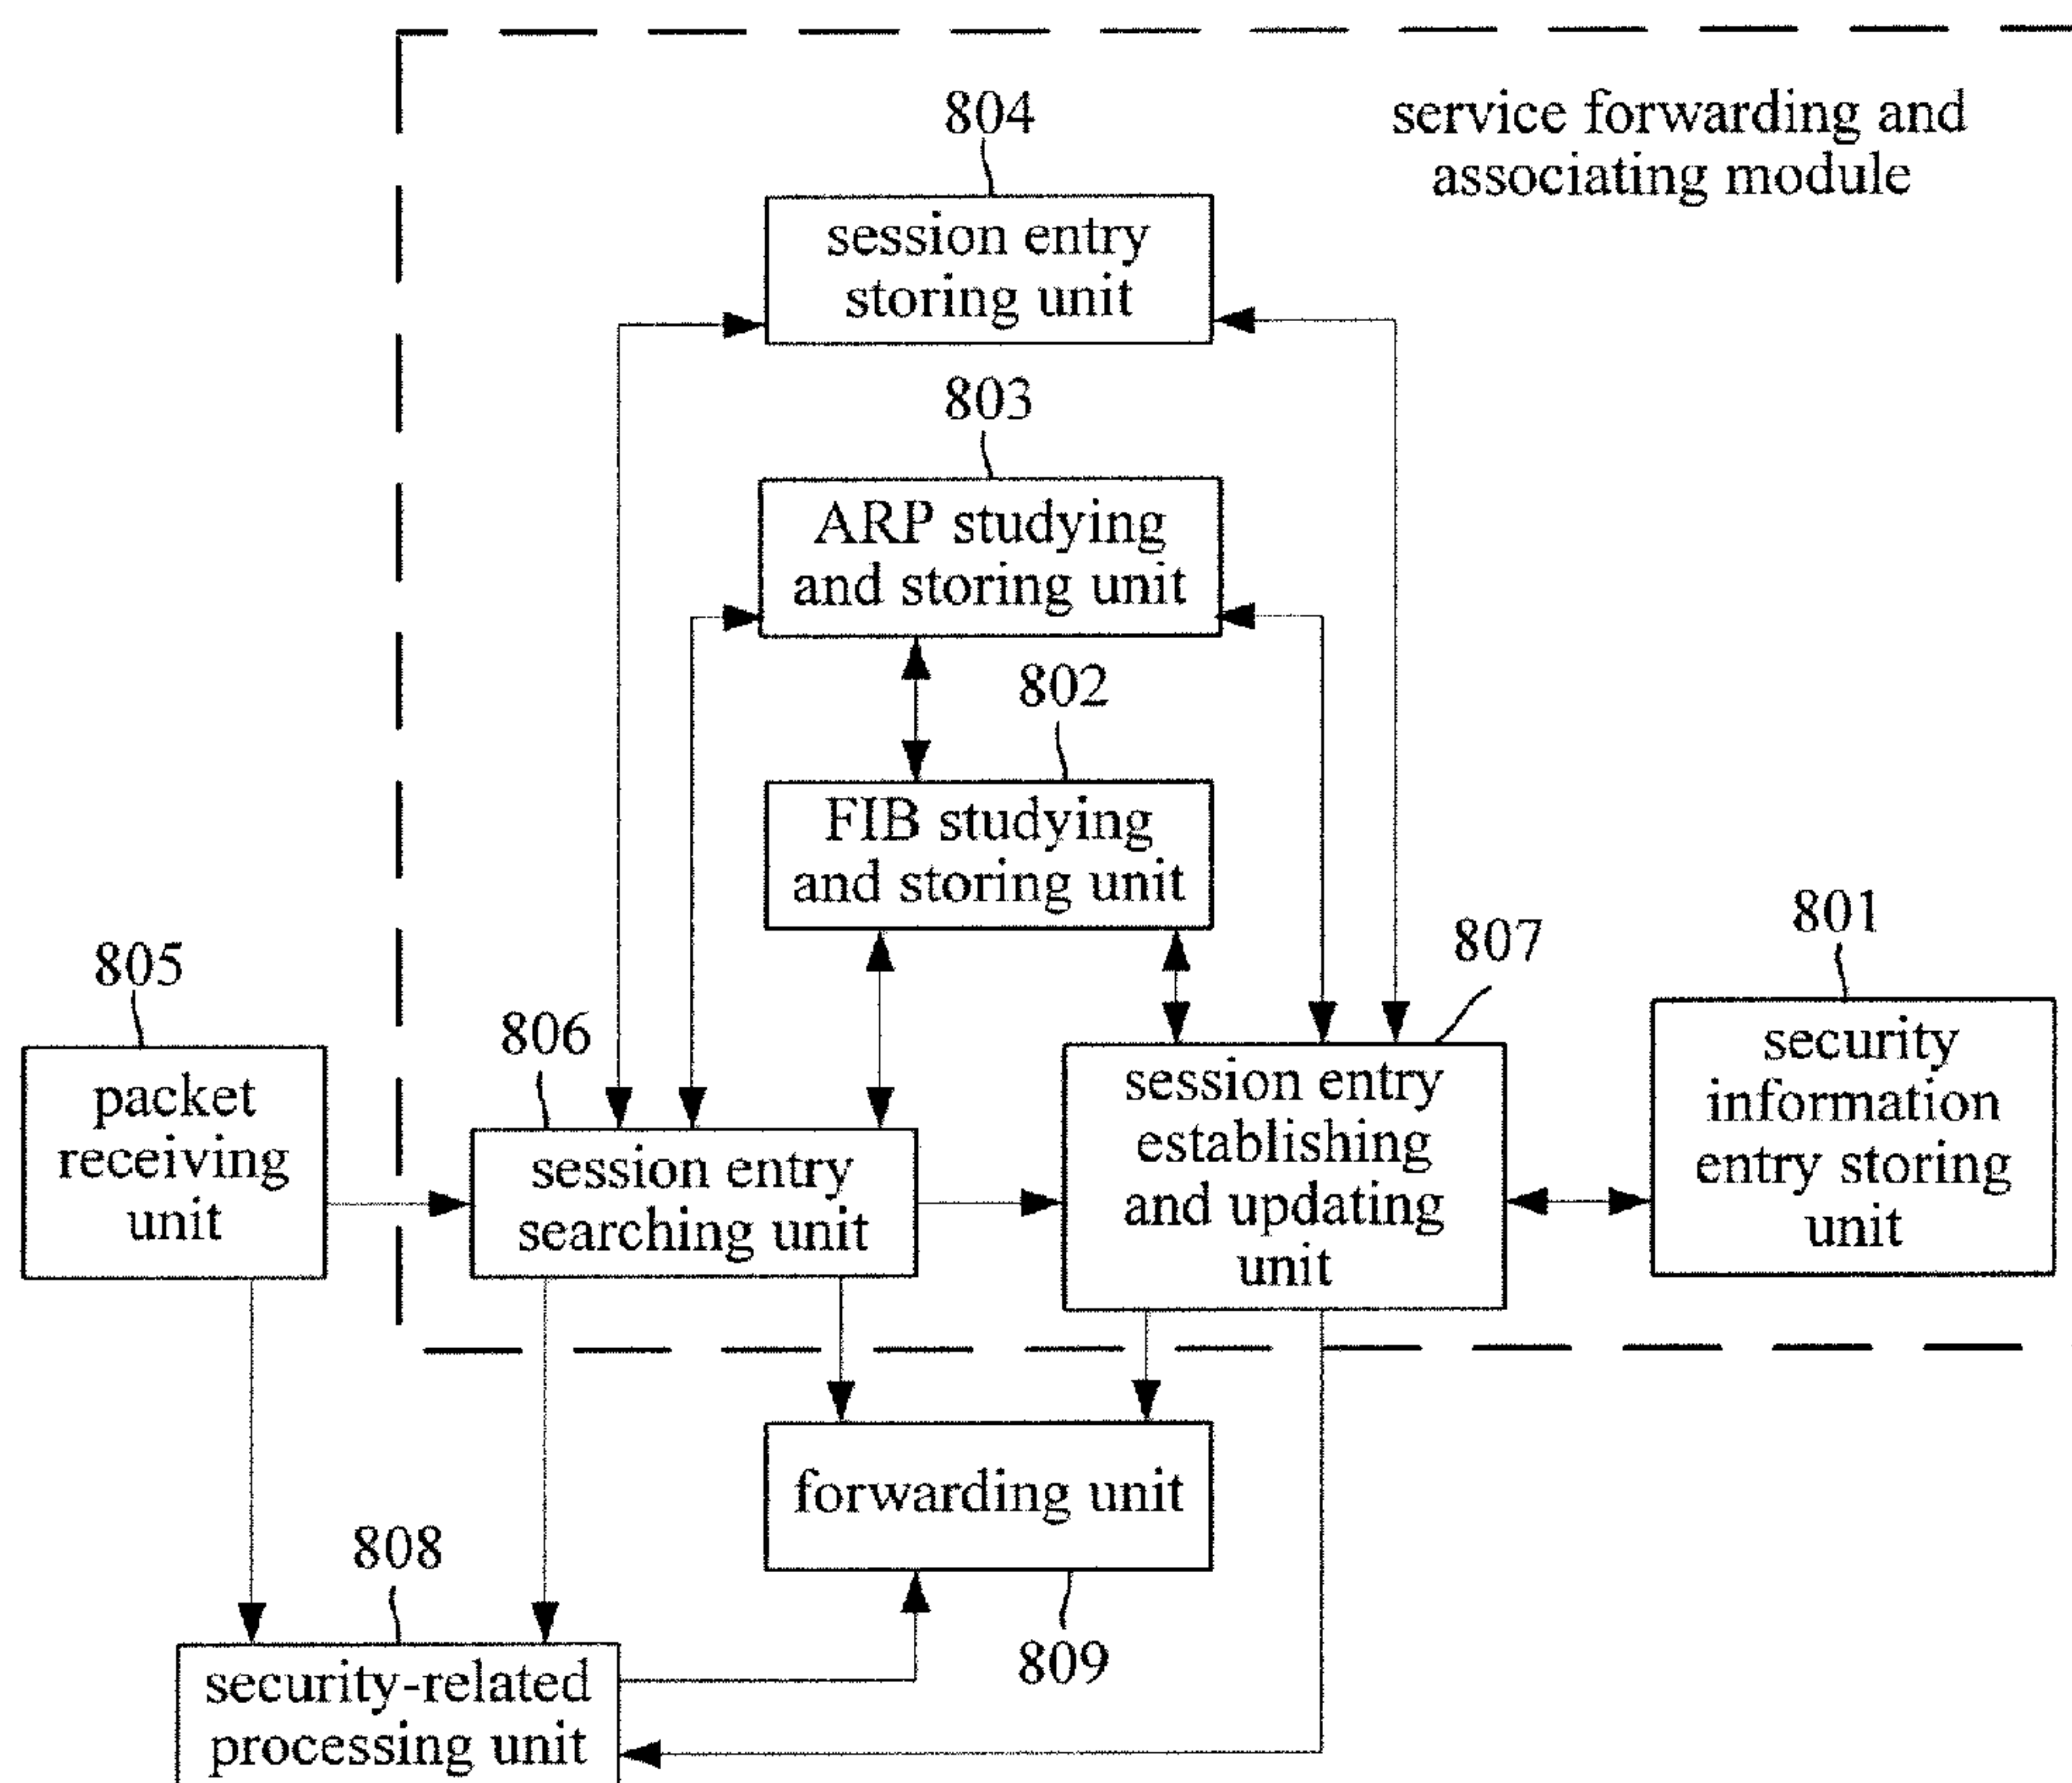 service forwarding and
associating module
804
session entry
storing unit
803
ARP studying
and storing unit
802
FIB studying
and storing unit
805
packet
receiving
unit
806
session entry
searching unit
807
session entry
establishing
and updating
unit
801
security
information
entry storing
unit
forwarding unit
809
808
security-related
processing unit